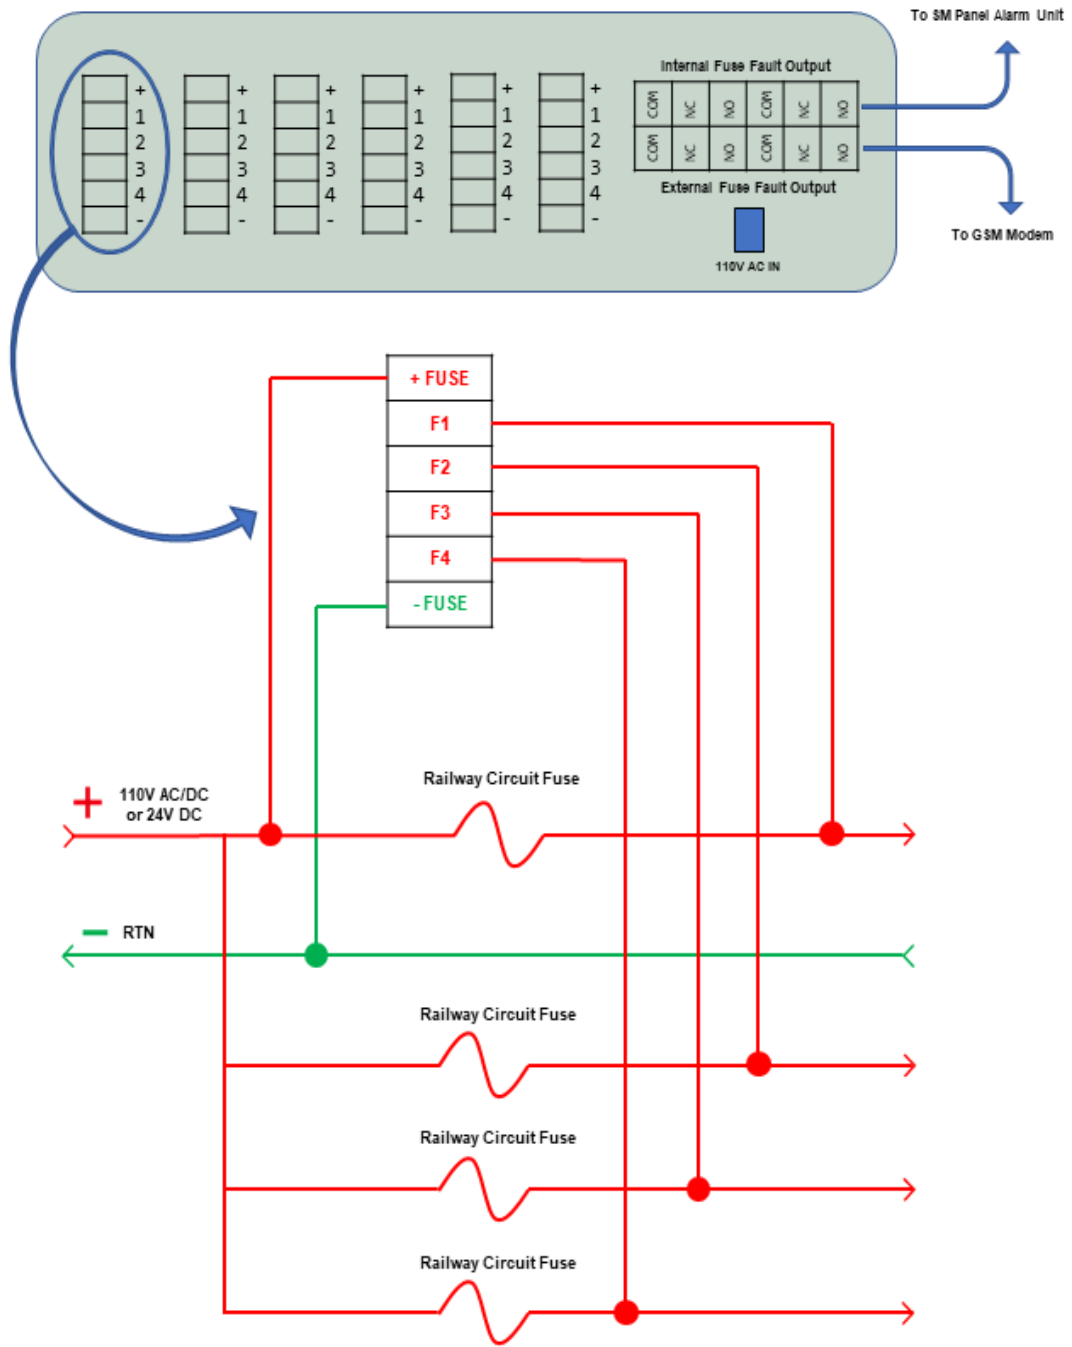 To SM Panel Alarm Unit
Internal Fuse Fault Output
+ + + + + +
1 1 1 1 1 1
2 2 2 2 2 2
3 3 3 3 3 3
4 4 4 4 4 4
- - - - - -
COM NC NO COM NC NO
COM NC NO COM NC NO
External Fuse Fault Output
To GSM Modem
110V AC IN
+ FUSE
F1
F2
F3
F4
- FUSE
Railway Circuit Fuse
+ 110V AC/DC
or 24V DC
- RTN
Railway Circuit Fuse
Railway Circuit Fuse
Railway Circuit Fuse